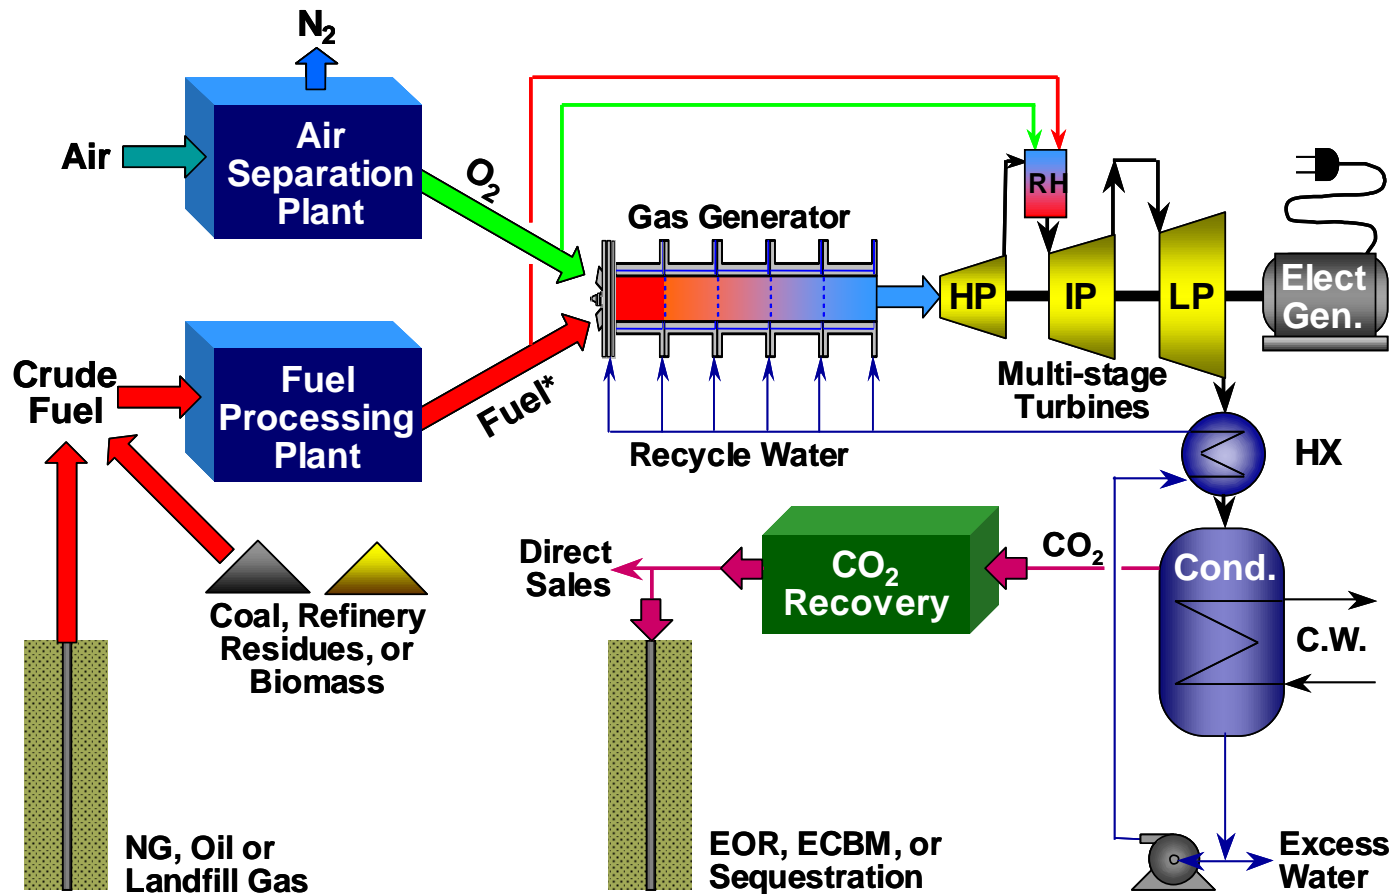 N₂
Air
Air
Separation
Plant
O₂
Gas Generator
RH
HP
IP
LP
Elect
Gen.
Multi-stage
Turbines
Crude
Fuel
Fuel
Processing
Plant
Fuel*
Recycle Water
HX
Direct
Sales
CO₂
Recovery
CO₂
Cond.
C.W.
Coal, Refinery
Residues, or
Biomass
NG, Oil or
Landfill Gas
EOR, ECBM, or
Sequestration
Excess
Water